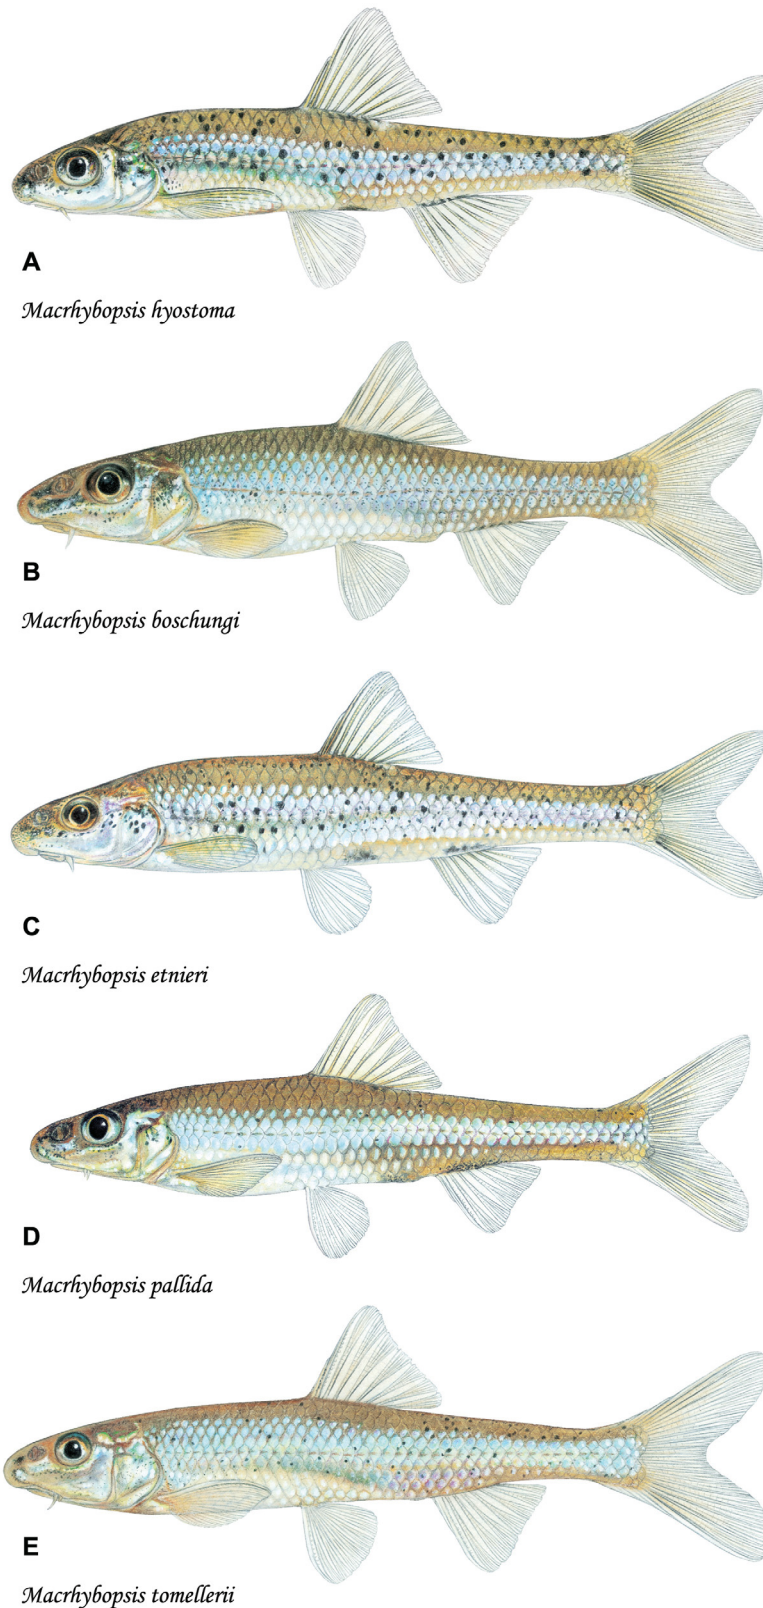 A
Macrhybopsis hyostoma
B
Macrhybopsis boschungi
C
Macrhybopsis etnieri
D
Macrhybopsis pallida
E
Macrhybopsis tomellerii